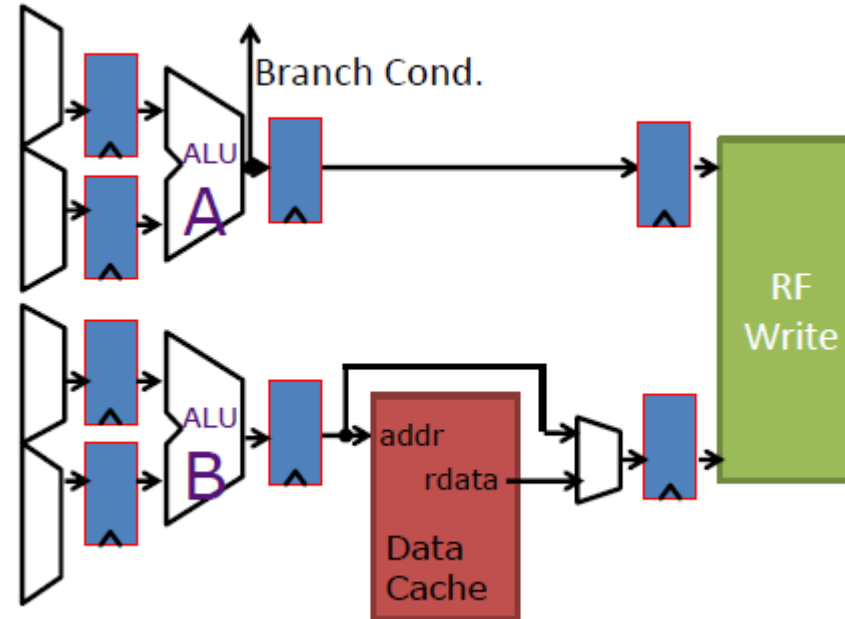 Branch Cond.
ALU
A
RF
Write
ALU
B
addr
rdata
Data
Cache